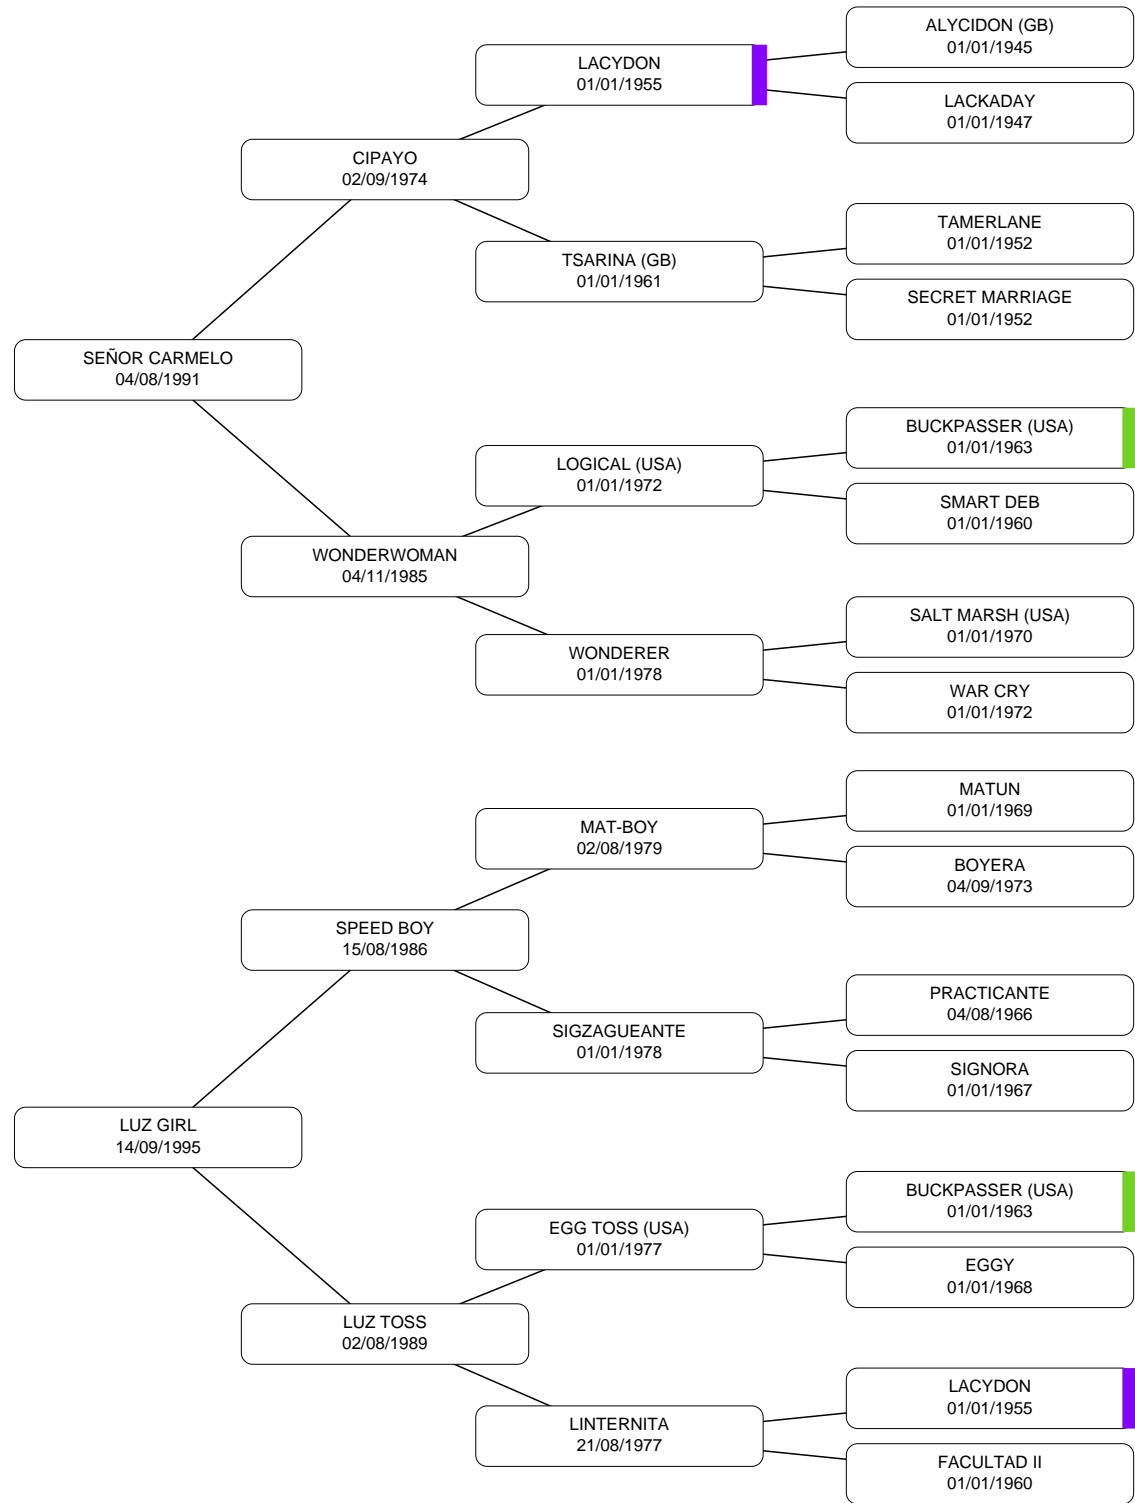 ALYCIDON (GB)
01/01/1945
LACYDON
01/01/1955
LACKADAY
01/01/1947
CIPAYO
02/09/1974
TAMERLANE
01/01/1952
TSARINA (GB)
01/01/1961
SECRET MARRIAGE
01/01/1952
SEÑOR CARMELO
04/08/1991
BUCKPASSER (USA)
01/01/1963
LOGICAL (USA)
01/01/1972
SMART DEB
01/01/1960
WONDERWOMAN
04/11/1985
SALT MARSH (USA)
01/01/1970
WONDERER
01/01/1978
WAR CRY
01/01/1972
MATUN
01/01/1969
MAT-BOY
02/08/1979
BOYERA
04/09/1973
SPEED BOY
15/08/1986
PRACTICANTE
04/08/1966
SIGZAGUEANTE
01/01/1978
SIGNORA
01/01/1967
LUZ GIRL
14/09/1995
BUCKPASSER (USA)
01/01/1963
EGG TOSS (USA)
01/01/1977
EGGY
01/01/1968
LUZ TOSS
02/08/1989
LACYDON
01/01/1955
LINTERNITA
21/08/1977
FACULTAD II
01/01/1960